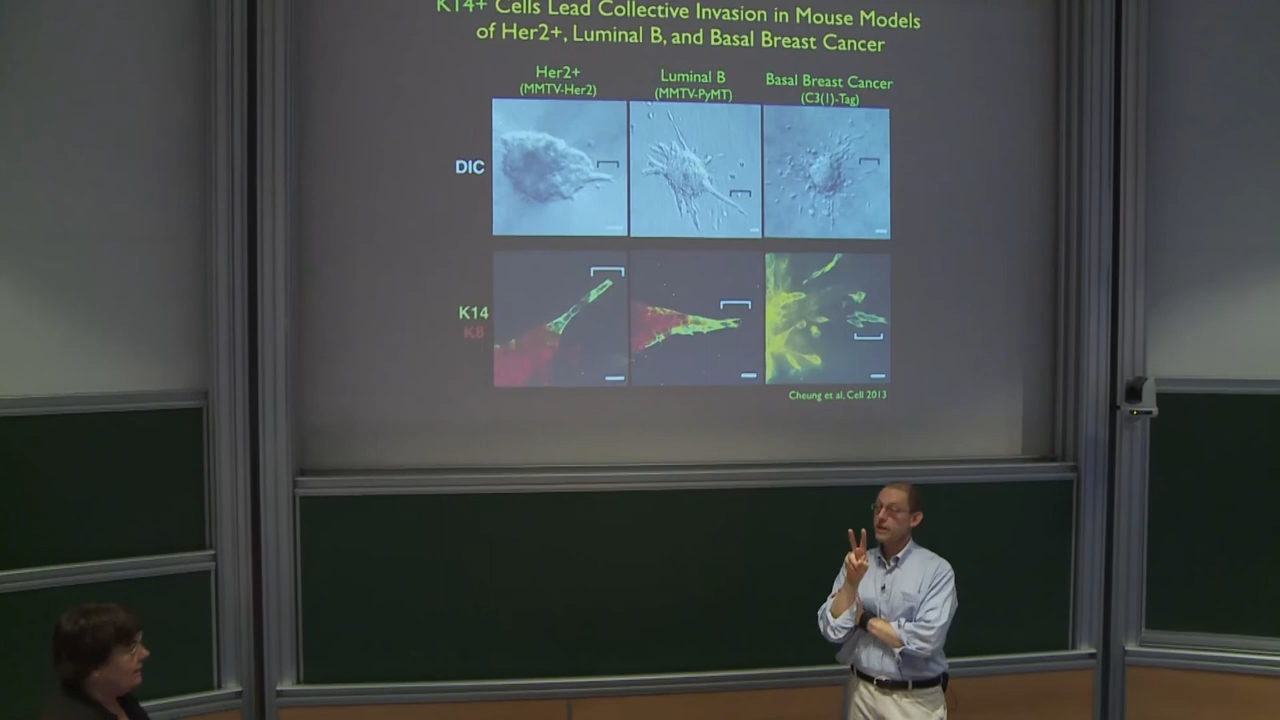 K14+ Cells Lead Collective Invasion in Mouse Models
of Her2+, Luminal B, and Basal Breast Cancer
Her2+
(MMTV-Her2)
Luminal B
(MMTV-PyMT)
Basal Breast Cancer
(C3(1)-Tag)
DIC
K14
K8
Cheung et al, Cell 2013